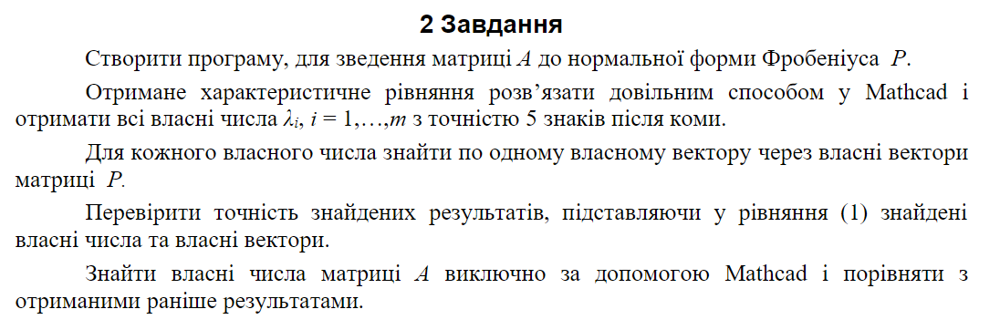 2 Завдання
Створити програму, для зведення матриці A до нормальної форми Фробеніуса P.
Отримане характеристичне рівняння розв’язати довільним способом у Mathcad і
отримати всі власні числа λi, i = 1,…,m з точністю 5 знаків після коми.
Для кожного власного числа знайти по одному власному вектору через власні вектори
матриці P.
Перевірити точність знайдених результатів, підставляючи у рівняння (1) знайдені
власні числа та власні вектори.
Знайти власні числа матриці A виключно за допомогою Mathcad і порівняти з
отриманими раніше результатами.